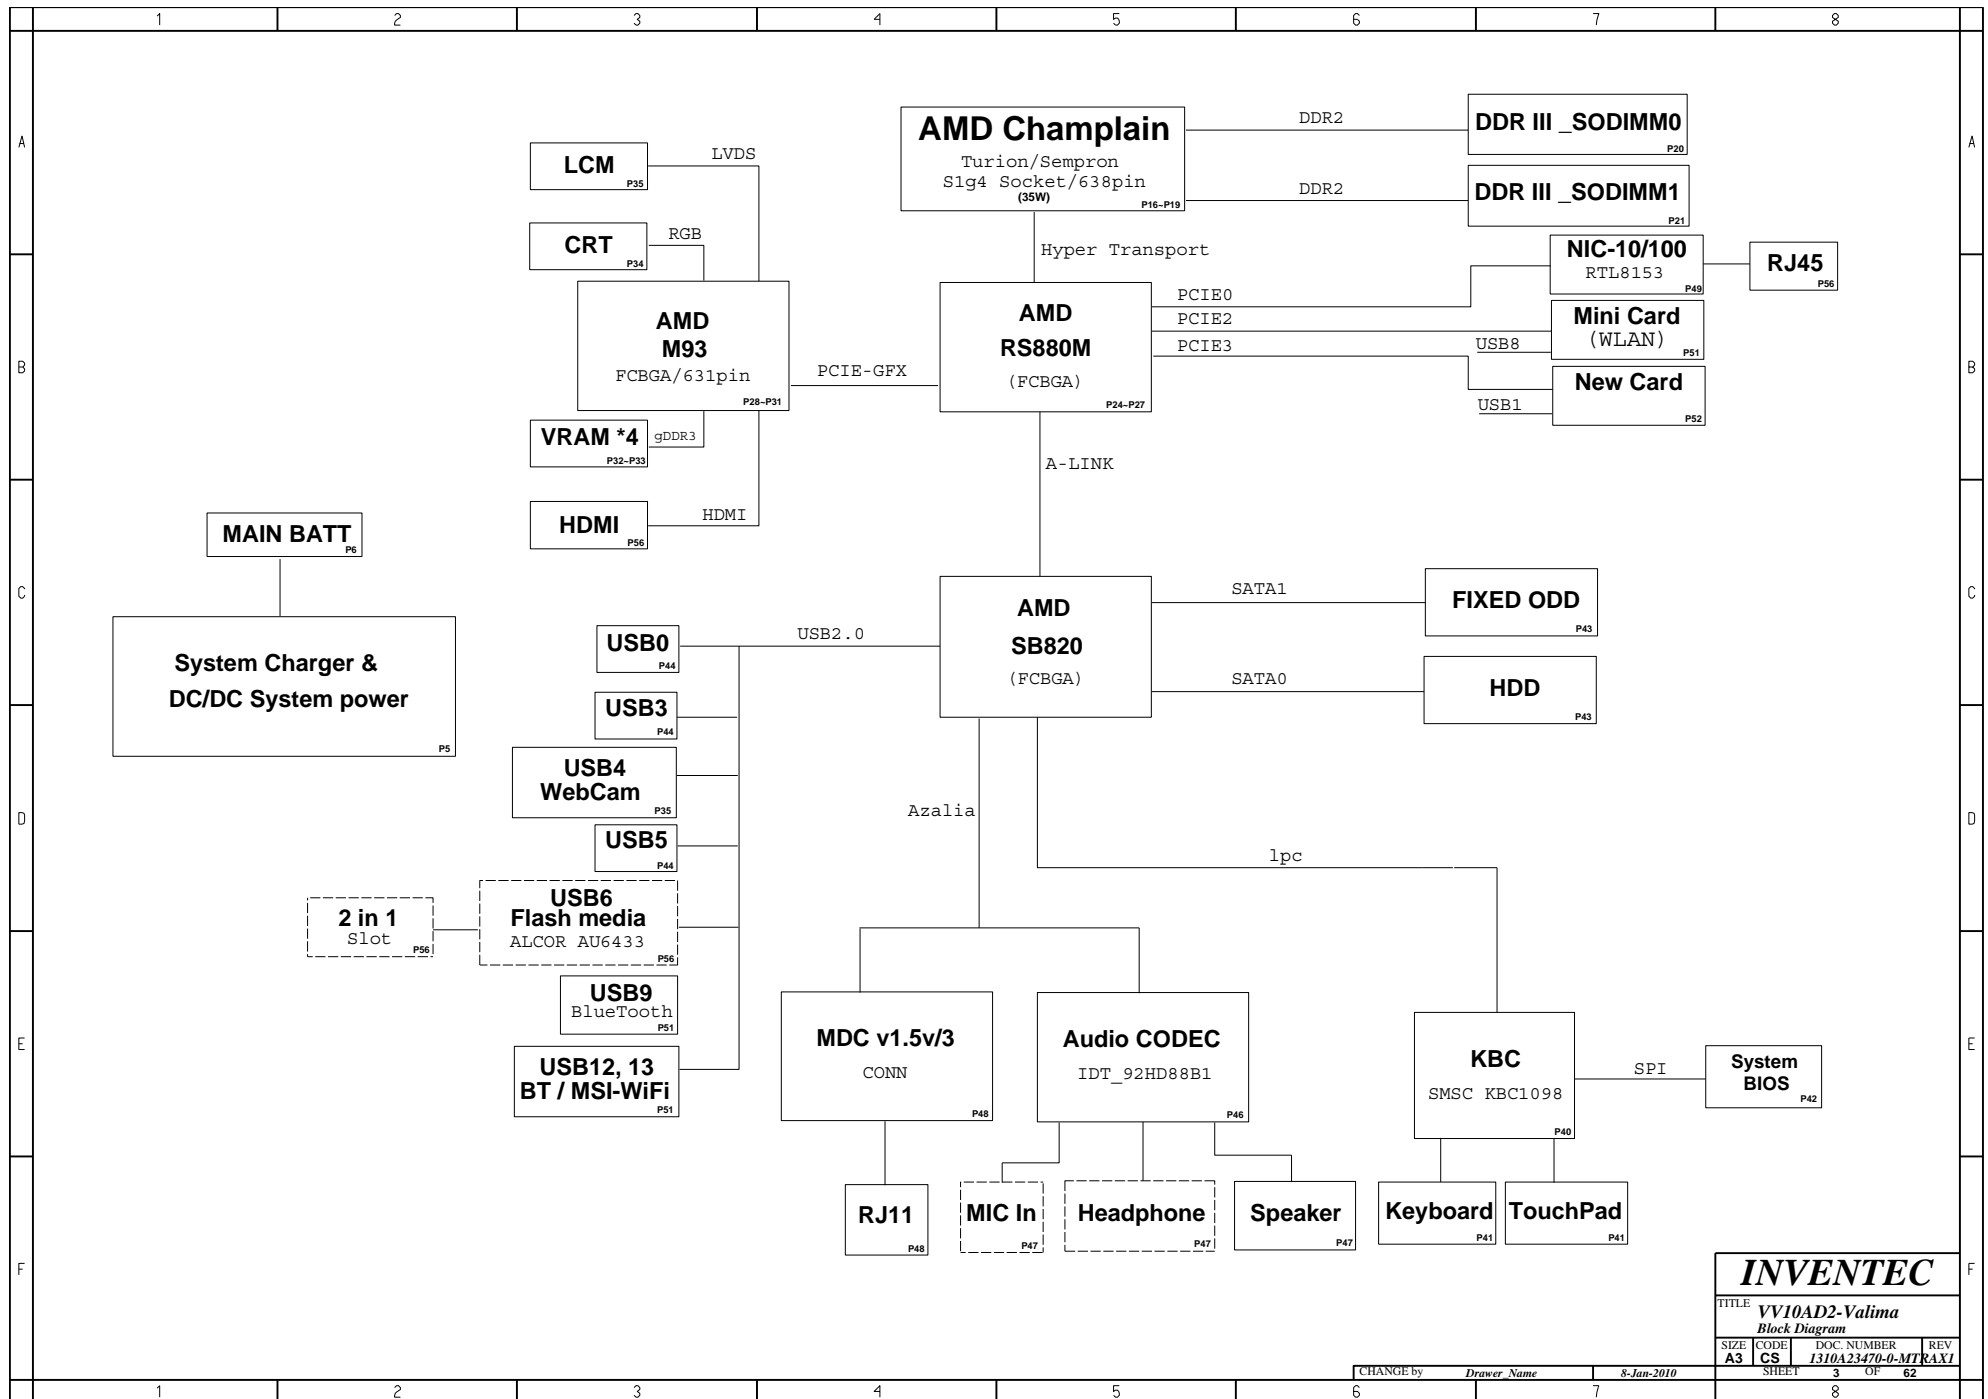 1 2 3 4 5 6 7 8
A
B
C
D
E
F
A
B
C
D
E
F
AMD Champlain
Turion/Sempron
S1g4 Socket/638pin
(35W)
P16~P19
DDR2
DDR III _SODIMM0
P20
DDR2
DDR III _SODIMM1
P21
LCM
P35
LVDS
CRT
P34
RGB
Hyper Transport
NIC-10/100
RTL8153
P49
RJ45
P56
AMD
M93
FCBGA/631pin
P28~P31
PCIE-GFX
AMD
RS880M
(FCBGA)
P24~P27
PCIE0
PCIE2
PCIE3
Mini Card
(WLAN)
P51
USB8
New Card
P52
USB1
VRAM *4
P32~P33
gDDR3
A-LINK
HDMI
P56
HDMI
MAIN BATT
P6
System Charger &
DC/DC System power
P5
AMD
SB820
(FCBGA)
SATA1
FIXED ODD
P43
SATA0
HDD
P43
USB2.0
USB0
P44
USB3
P44
USB4
WebCam
P35
USB5
P44
USB6
Flash media
ALCOR AU6433
P56
2 in 1
Slot
P56
USB9
BlueTooth
P51
USB12, 13
BT / MSI-WiFi
P51
Azalia
lpc
MDC v1.5v/3
CONN
P48
Audio CODEC
IDT_92HD88B1
P46
KBC
SMSC KBC1098
P40
SPI
System
BIOS
P42
RJ11
P48
MIC In
P47
Headphone
P47
Speaker
P47
Keyboard
P41
TouchPad
P41
INVENTEC
TITLE
VV10AD2-Valima
Block Diagram
SIZE CODE DOC. NUMBER REV
A3 CS 1310A23470-0-MTRAX1
CHANGE by Drawer_Name 8-Jan-2010 SHEET 3 OF 62
1 2 3 4 5 6 7 8